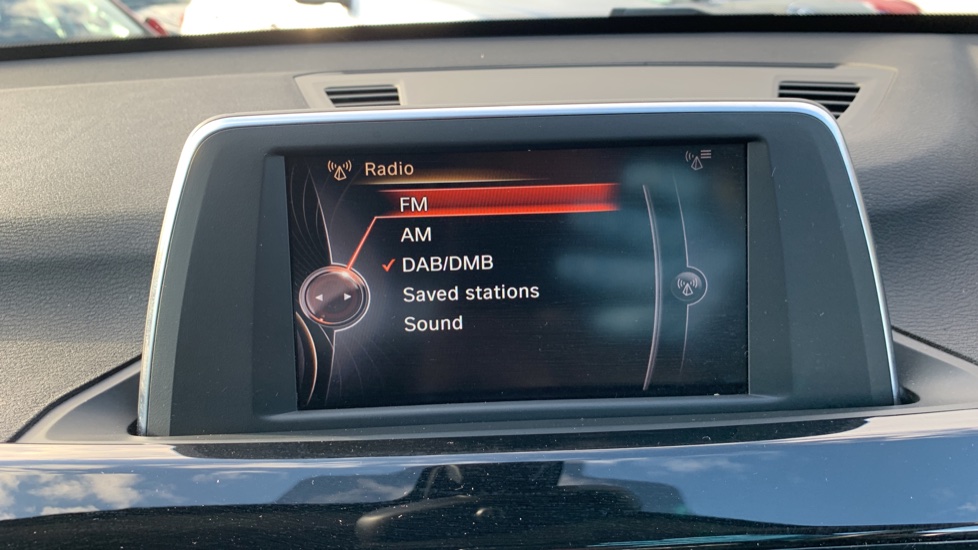 Radio
FM
AM
DAB/DMB
Saved stations
Sound